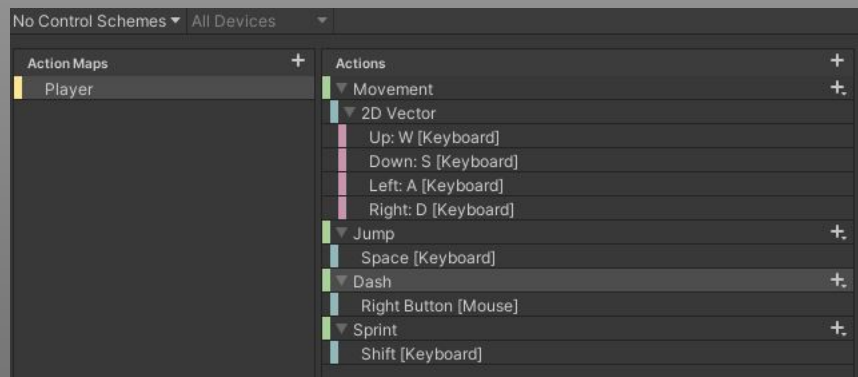 No Control Schemes All Devices
Action Maps +
Player
Actions +
Movement +
2D Vector
Up: W [Keyboard]
Down: S [Keyboard]
Left: A [Keyboard]
Right: D [Keyboard]
Jump +
Space [Keyboard]
Dash +
Right Button [Mouse]
Sprint +
Shift [Keyboard]